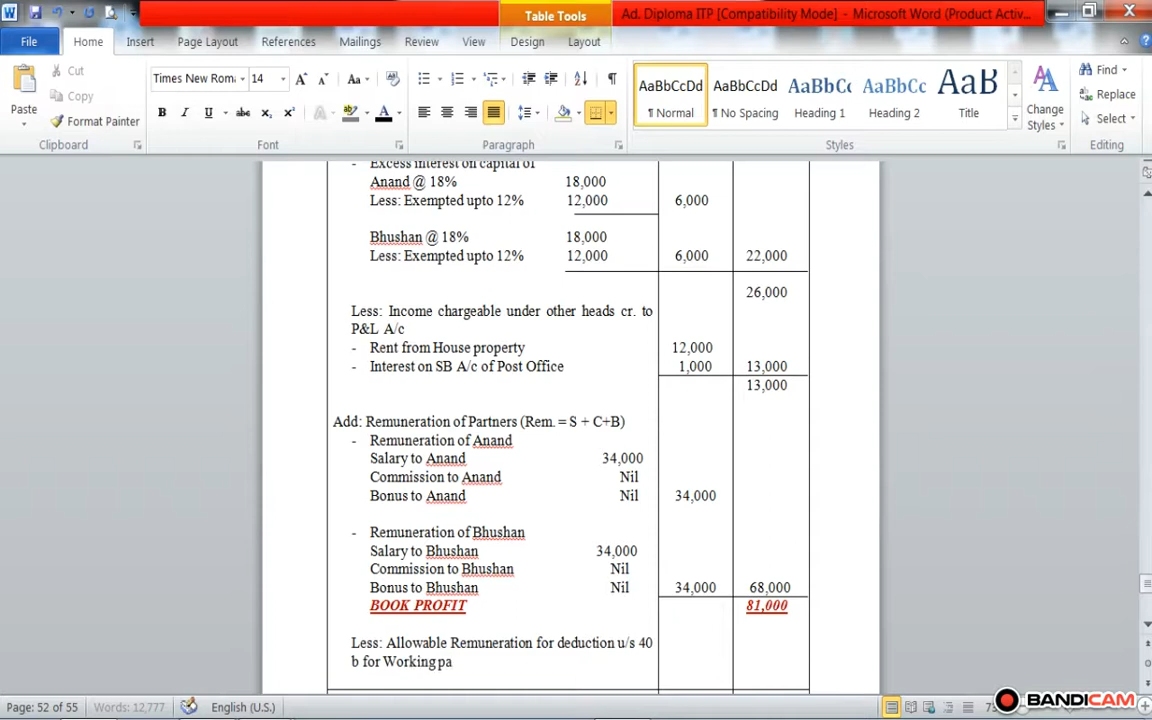 Table Tools
Ad. Diploma ITP [Compatibility Mode] - Microsoft Word (Product Activ...
File Home Insert Page Layout References Mailings Review View Design Layout
Cut
Copy
Format Painter
Paste
Clipboard
Times New Rom 14
Font
Paragraph
AaBbCcDd AaBbCcDd AaBbCc AaBbCc AaB
¶ Normal ¶ No Spacing Heading 1 Heading 2 Title
Styles
Change
Styles
Find
Replace
Select
Editing
- Excess interest on capital of
Anand @ 18% 18,000
Less: Exempted upto 12% 12,000 6,000
Bhushan @ 18% 18,000
Less: Exempted upto 12% 12,000 6,000 22,000
26,000
Less: Income chargeable under other heads cr. to
P&L A/c
- Rent from House property 12,000
- Interest on SB A/c of Post Office 1,000 13,000
13,000
Add: Remuneration of Partners (Rem. = S + C+B)
- Remuneration of Anand
Salary to Anand 34,000
Commission to Anand Nil
Bonus to Anand Nil 34,000
- Remuneration of Bhushan
Salary to Bhushan 34,000
Commission to Bhushan Nil
Bonus to Bhushan Nil 34,000 68,000
BOOK PROFIT 81,000
Less: Allowable Remuneration for deduction u/s 40
b for Working pa
Page: 52 of 55 Words: 12,777 English (U.S.)
BANDICAM